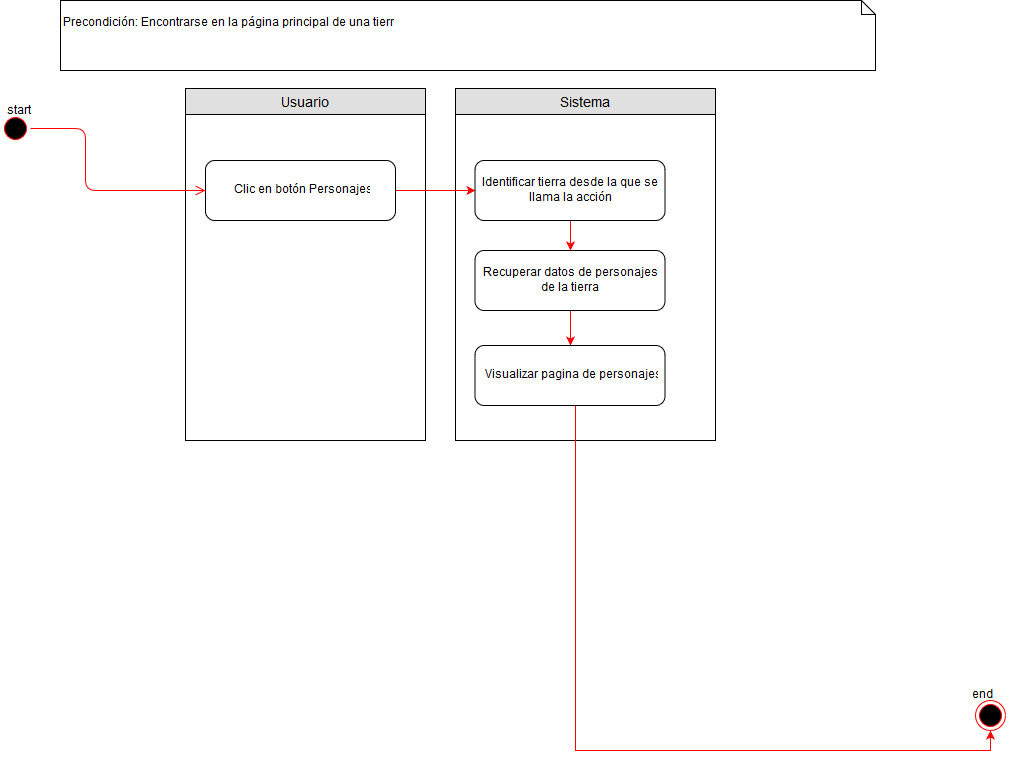 Precondición: Encontrarse en la página principal de una tierr
start
Usuario
Sistema
Clic en botón Personajes
Identificar tierra desde la que se
llama la acción
Recuperar datos de personajes
de la tierra
Visualizar pagina de personajes
end